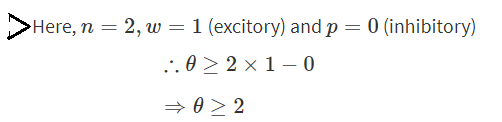 Here, n = 2, w = 1 (excitory) and p = 0 (inhibitory)
∴ θ ≥ 2 × 1 − 0
⇒ θ ≥ 2